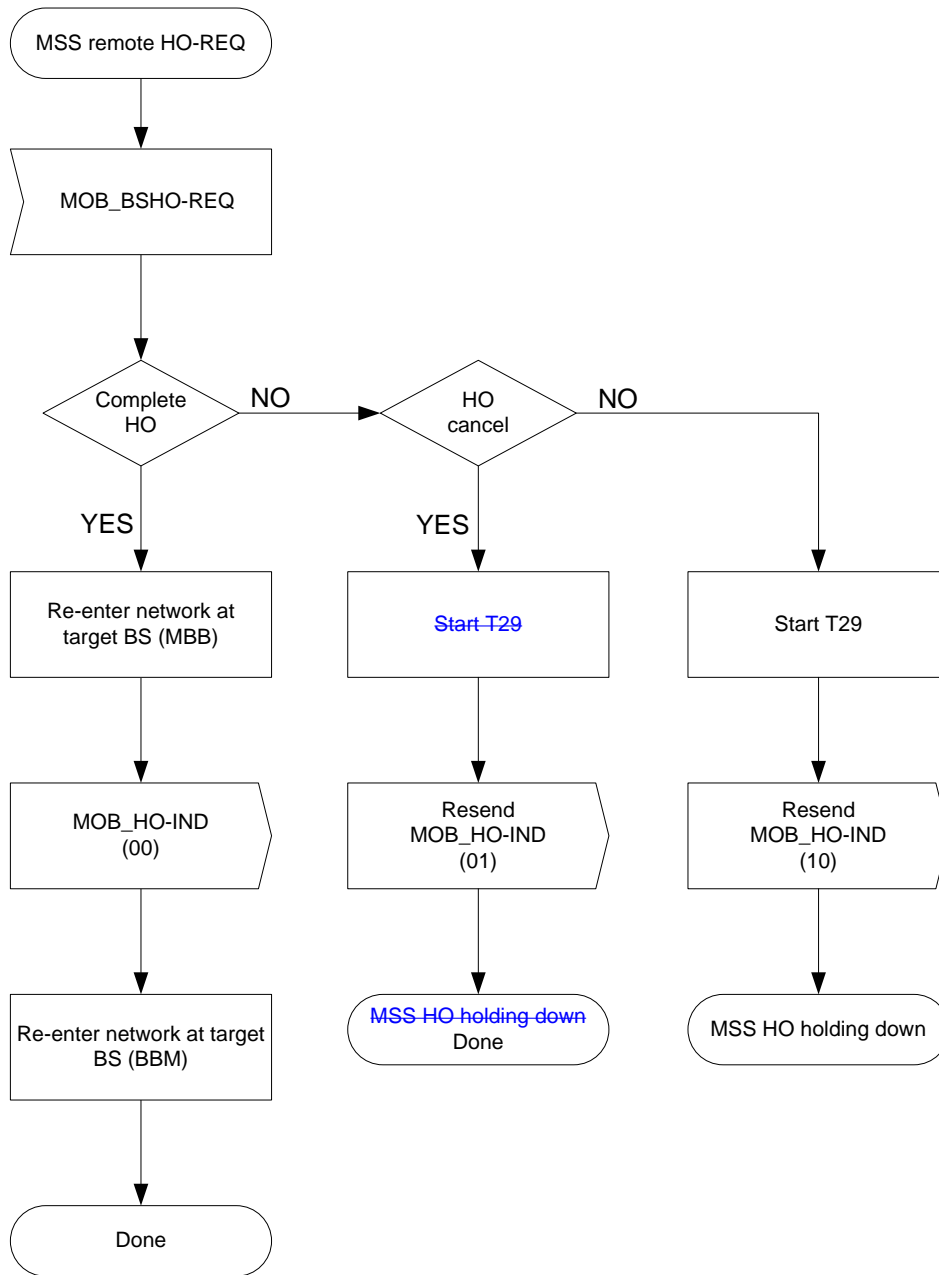 MSS remote HO-REQ
MOB_BSHO-REQ
Complete
HO
NO
HO
cancel
NO
YES
YES
Re-enter network at
target BS (MBB)
Start T29
Start T29
MOB_HO-IND
(00)
Resend
MOB_HO-IND
(01)
Resend
MOB_HO-IND
(10)
Re-enter network at target
BS (BBM)
MSS HO holding down
Done
MSS HO holding down
Done